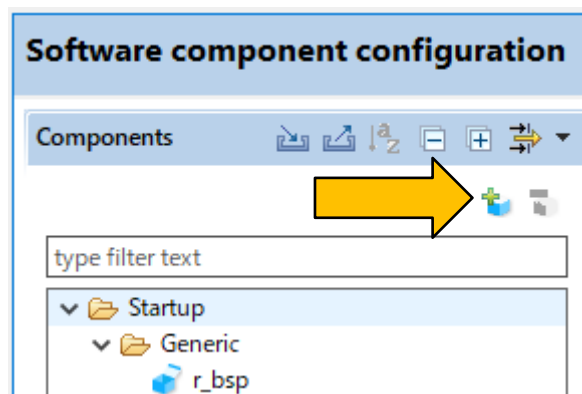 Software component configuration
Components
type filter text
Startup
Generic
r_bsp